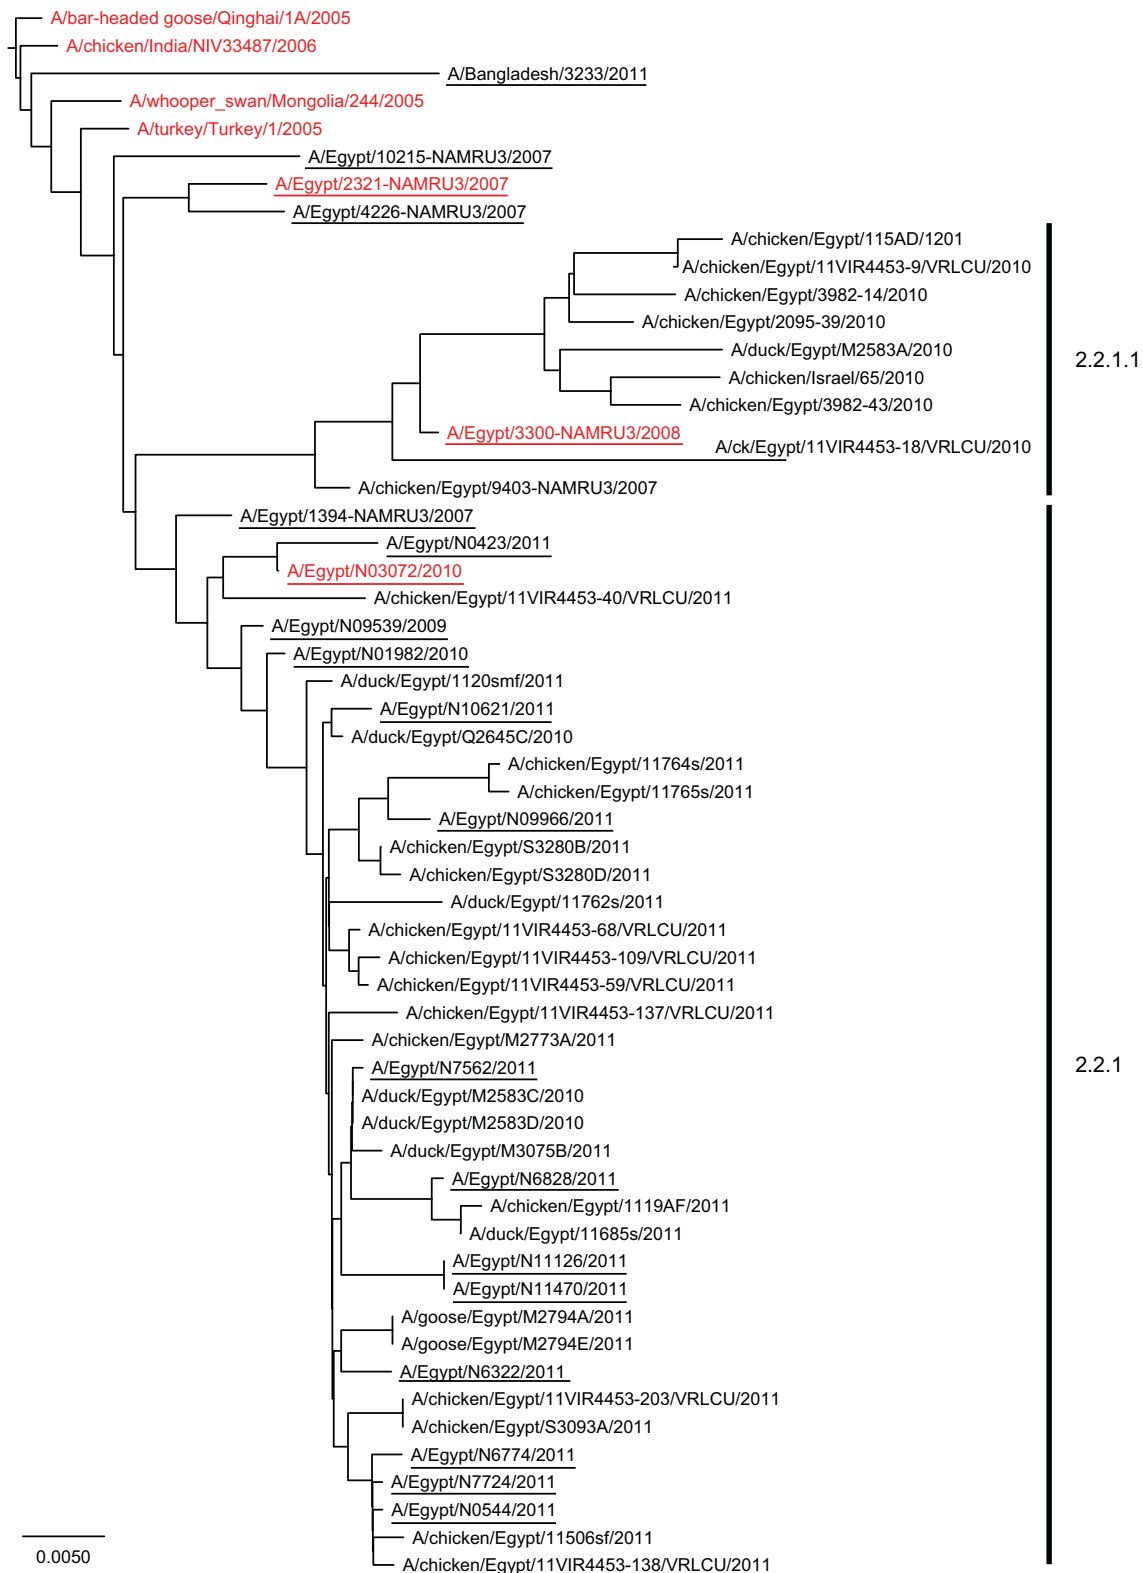 A/bar-headed goose/Qinghai/1A/2005
A/chicken/India/NIV33487/2006
A/Bangladesh/3233/2011
A/whooper_swan/Mongolia/244/2005
A/turkey/Turkey/1/2005
A/Egypt/10215-NAMRU3/2007
A/Egypt/2321-NAMRU3/2007
A/Egypt/4226-NAMRU3/2007
A/chicken/Egypt/115AD/1201
A/chicken/Egypt/11VIR4453-9/VRLCU/2010
A/chicken/Egypt/3982-14/2010
A/chicken/Egypt/2095-39/2010
A/duck/Egypt/M2583A/2010
2.2.1.1
A/chicken/Israel/65/2010
A/chicken/Egypt/3982-43/2010
A/Egypt/3300-NAMRU3/2008
A/ck/Egypt/11VIR4453-18/VRLCU/2010
A/chicken/Egypt/9403-NAMRU3/2007
A/Egypt/1394-NAMRU3/2007
A/Egypt/N0423/2011
A/Egypt/N03072/2010
A/chicken/Egypt/11VIR4453-40/VRLCU/2011
A/Egypt/N09539/2009
A/Egypt/N01982/2010
A/duck/Egypt/1120smf/2011
A/Egypt/N10621/2011
A/duck/Egypt/Q2645C/2010
A/chicken/Egypt/11764s/2011
A/chicken/Egypt/11765s/2011
A/Egypt/N09966/2011
A/chicken/Egypt/S3280B/2011
A/chicken/Egypt/S3280D/2011
A/duck/Egypt/11762s/2011
A/chicken/Egypt/11VIR4453-68/VRLCU/2011
A/chicken/Egypt/11VIR4453-109/VRLCU/2011
A/chicken/Egypt/11VIR4453-59/VRLCU/2011
A/chicken/Egypt/11VIR4453-137/VRLCU/2011
A/chicken/Egypt/M2773A/2011
2.2.1
A/Egypt/N7562/2011
A/duck/Egypt/M2583C/2010
A/duck/Egypt/M2583D/2010
A/duck/Egypt/M3075B/2011
A/Egypt/N6828/2011
A/chicken/Egypt/1119AF/2011
A/duck/Egypt/11685s/2011
A/Egypt/N11126/2011
A/Egypt/N11470/2011
A/goose/Egypt/M2794A/2011
A/goose/Egypt/M2794E/2011
A/Egypt/N6322/2011
A/chicken/Egypt/11VIR4453-203/VRLCU/2011
A/chicken/Egypt/S3093A/2011
A/Egypt/N6774/2011
A/Egypt/N7724/2011
A/Egypt/N0544/2011
A/chicken/Egypt/11506sf/2011
A/chicken/Egypt/11VIR4453-138/VRLCU/2011
0.0050